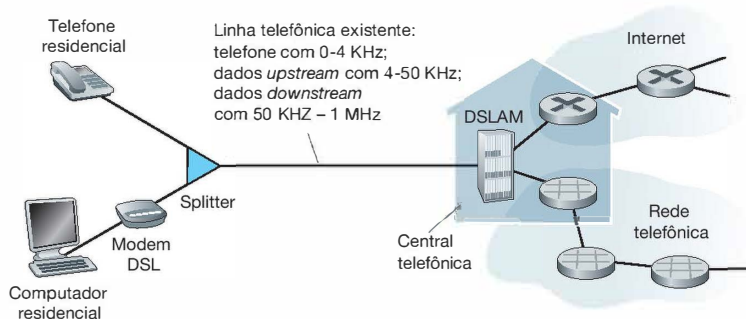 Telefone
residencial
Linha telefônica existente:
telefone com 0-4 KHz;
dados upstream com 4-50 KHz;
dados downstream
com 50 KHZ – 1 MHz
Internet
DSLAM
Splitter
Modem
DSL
Computador
residencial
Central
telefônica
Rede
telefônica